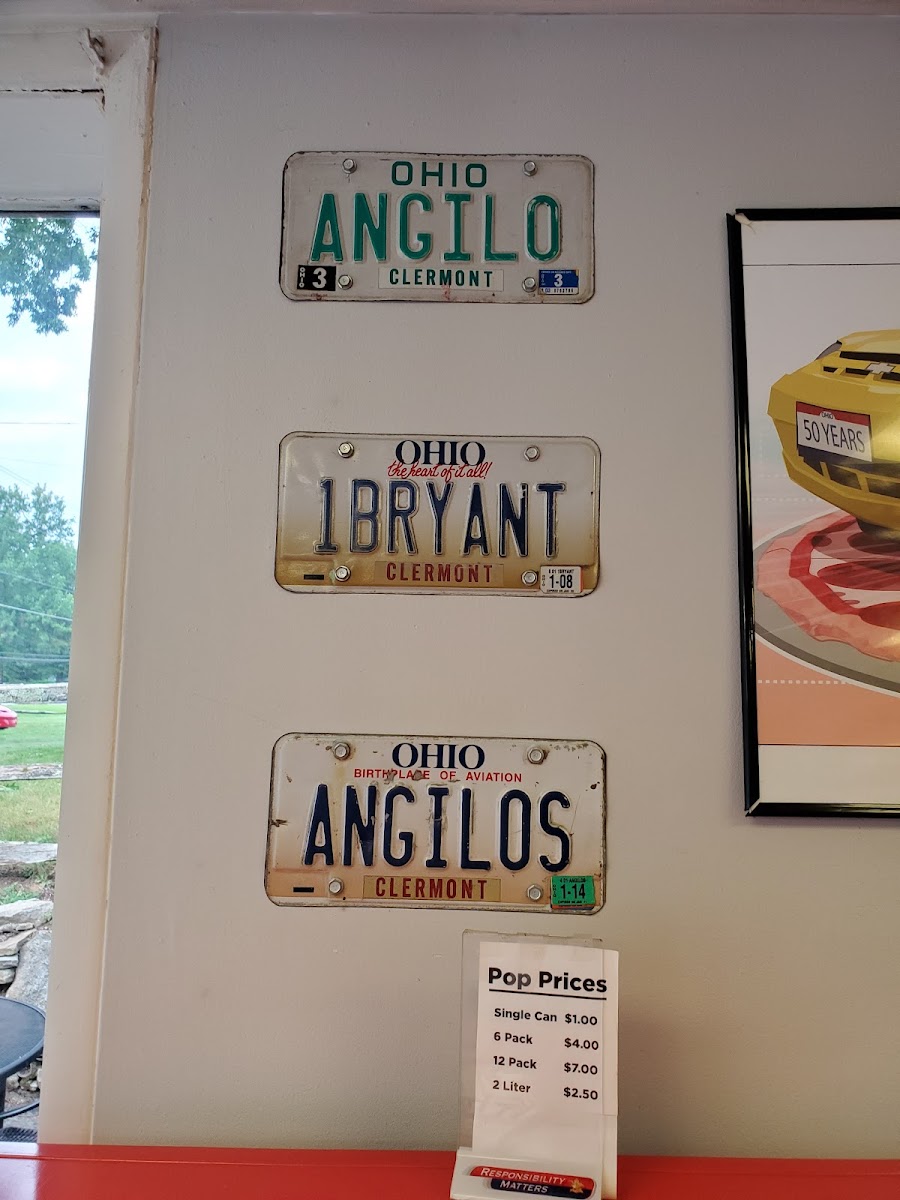 OHIO
ANGILO
OHIO 3
CLERMONT
3
OHIO
the heart of it all!
1BRYANT
CLERMONT
1-08
OHIO
BIRTHPLACE OF AVIATION
ANGILOS
CLERMONT
1-14
OHIO
50 YEARS
Pop Prices
Single Can $1.00
6 Pack $4.00
12 Pack $7.00
2 Liter $2.50
RESPONSIBILITY
MATTERS